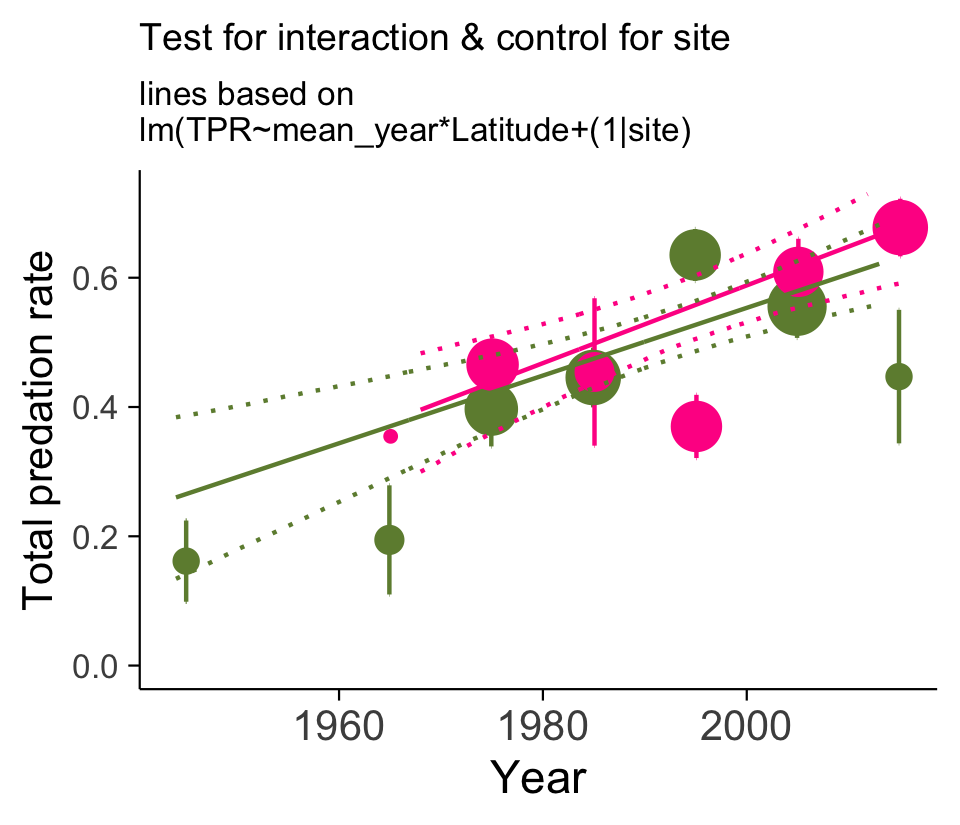 Test for interaction & control for site
lines based on
lm(TPR~mean_year*Latitude+(1|site)
Total predation rate
0.6
0.4
0.2
0.0
1960
1980
2000
Year